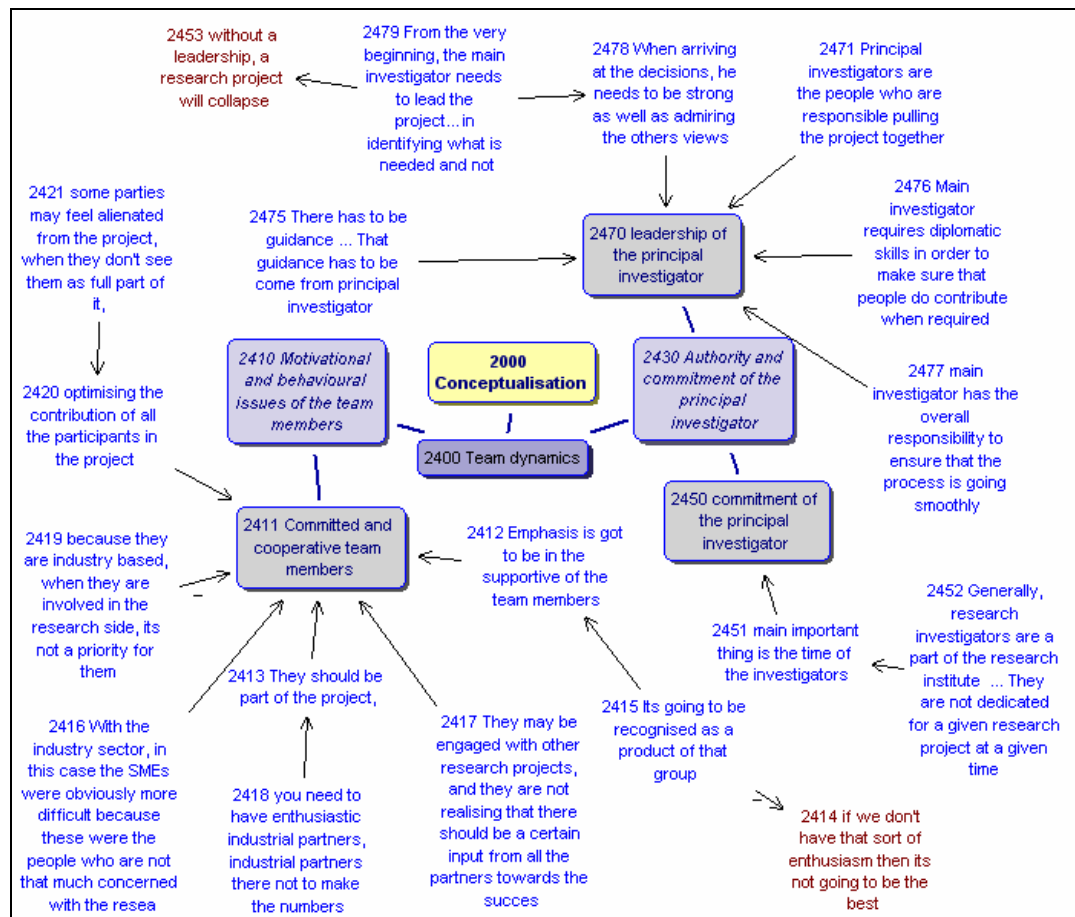 2453 without a
leadership, a
research project
will collapse
2479 From the very
beginning, the main
investigator needs
to lead the
project...in
identifying what is
needed and not
2478 When arriving
at the decisions, he
needs to be strong
as well as admiring
the others views
2471 Principal
investigators are
the people who are
responsible pulling
the project together
2421 some parties
may feel alienated
from the project,
when they don't see
them as full part of
it,
2475 There has to be
guidance ... That
guidance has to be
come from principal
investigator
2470 leadership of
the principal
investigator
2476 Main
investigator
requires diplomatic
skills in order to
make sure that
people do contribute
when required
2410 Motivational
and behavioural
issues of the team
members
2000
Conceptualisation
2430 Authority and
commitment of the
principal
investigator
2477 main
investigator has the
overall
responsibility to
ensure that the
process is going
smoothly
2420 optimising the
contribution of all
the participants in
the project
2400 Team dynamics
2450 commitment of
the principal
investigator
2411 Committed and
cooperative team
members
2412 Emphasis is got
to be in the
supportive of the
team members
2419 because they
are industry based,
when they are
involved in the
research side, its
not a priority for
them
2452 Generally,
research
investigators are a
part of the research
institute ... They
are not dedicated
for a given research
project at a given
time
2451 main important
thing is the time of
the investigators
2413 They should be
part of the project,
2415 Its going to be
recognised as a
product of that
group
2416 With the
industry sector, in
this case the SMEs
were obviously more
difficult because
these were the
people who are not
that much concerned
with the resea
2417 They may be
engaged with other
research projects,
and they are not
realising that there
should be a certain
input from all the
partners towards the
succes
2418 you need to
have enthusiastic
industrial partners,
industrial partners
there not to make
the numbers
2414 if we don't
have that sort of
enthusiasm then its
not going to be the
best